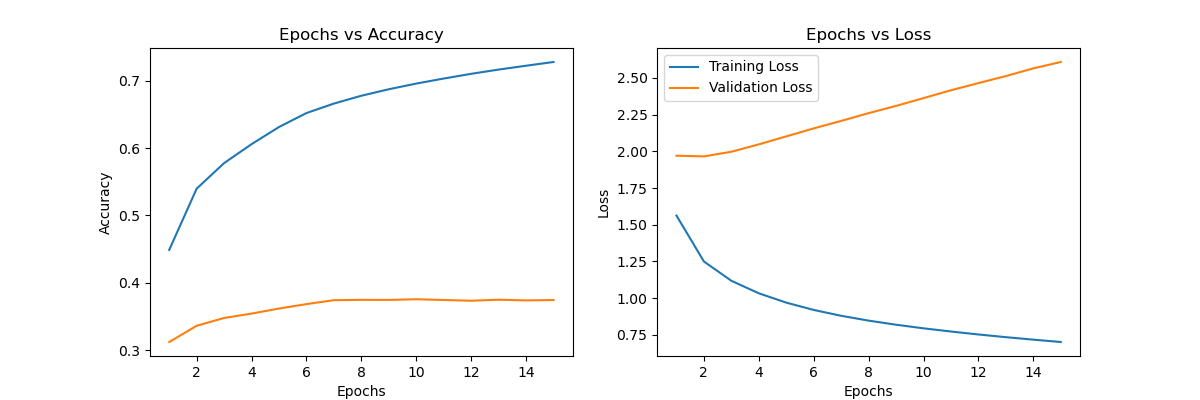 Epochs vs Accuracy
Accuracy
0.7
0.6
0.5
0.4
0.3
2 4 6 8 10 12 14
Epochs
Epochs vs Loss
Training Loss
Validation Loss
Loss
2.50
2.25
2.00
1.75
1.50
1.25
1.00
0.75
2 4 6 8 10 12 14
Epochs